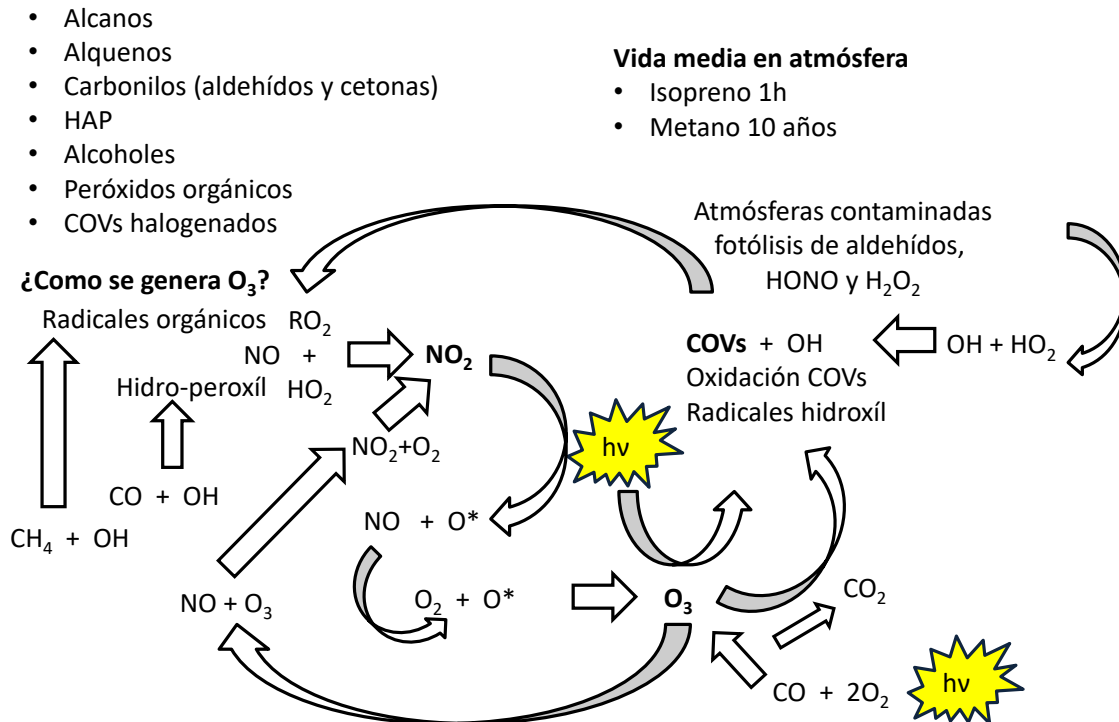 • Alcanos
• Alquenos
• Carbonilos (aldehídos y cetonas)
• HAP
• Alcoholes
• Peróxidos orgánicos
• COVs halogenados
Vida media en atmósfera
• Isopreno 1h
• Metano 10 años
Atmósferas contaminadas
fotólisis de aldehídos,
HONO y H₂O₂
¿Como se genera O₃?
Radicales orgánicos RO₂
NO +
Hidro-peroxíl HO₂
NO₂
COVs + OH
Oxidación COVs
Radicales hidroxíl
OH + HO₂
NO₂+O₂
hν
CO + OH
CH₄ + OH
NO + O*
NO + O₃
O₂ + O*
O₃
CO₂
CO + 2O₂
hν